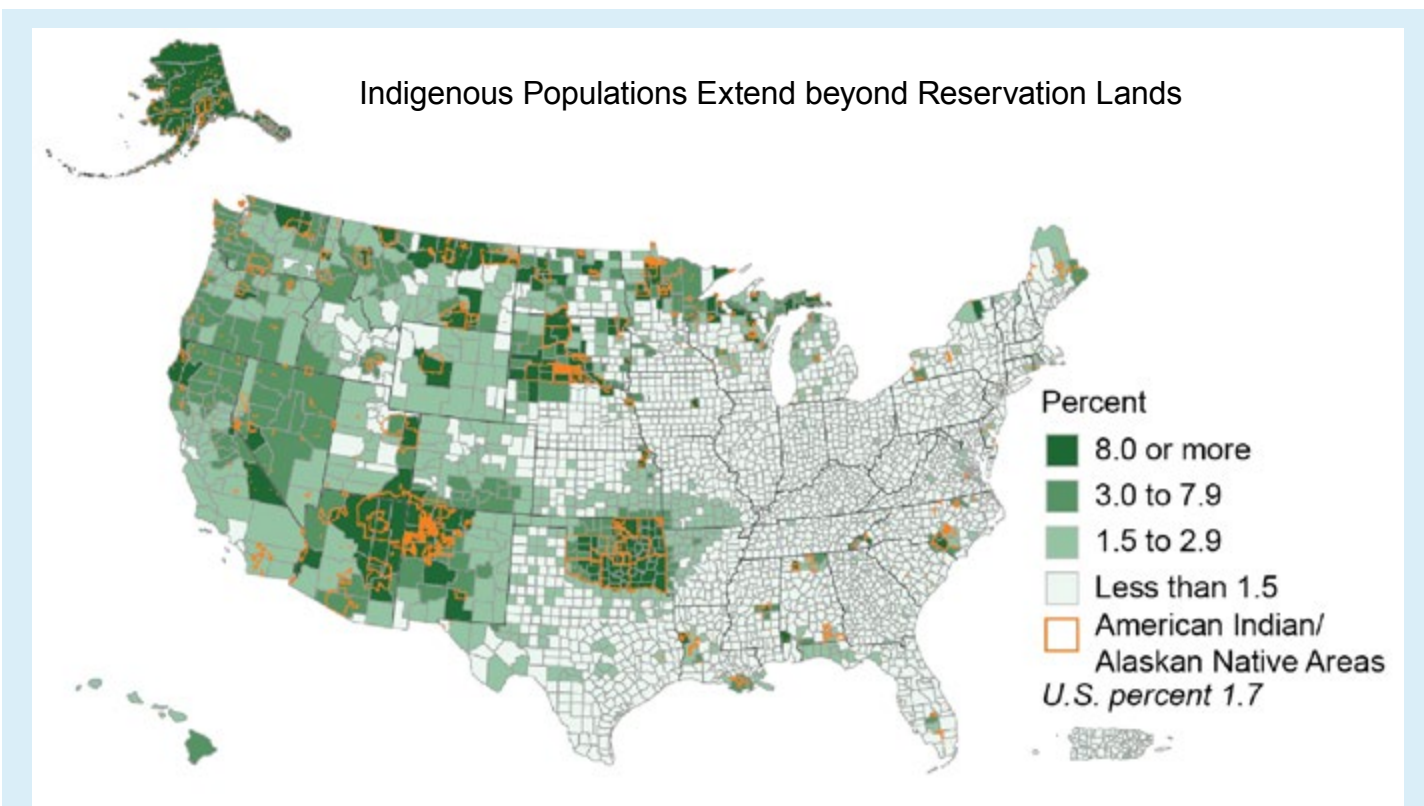 Indigenous Populations Extend beyond Reservation Lands
Percent
8.0 or more
3.0 to 7.9
1.5 to 2.9
Less than 1.5
American Indian/
Alaskan Native Areas
U.S. percent 1.7